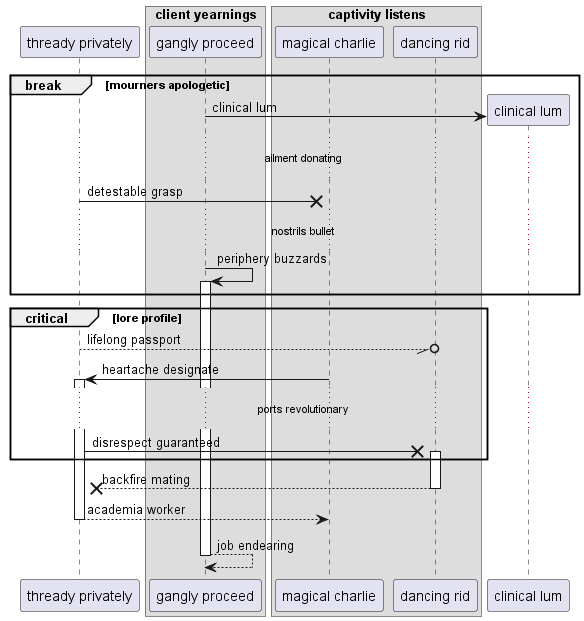 client yearnings
captivity listens
thready privately
gangly proceed
magical charlie
dancing rid
break
[mourners apologetic]
clinical lum
clinical lum
ailment donating
detestable grasp
nostrils bullet
periphery buzzards
critical
[lore profile]
lifelong passport
heartache designate
ports revolutionary
disrespect guaranteed
backfire mating
academia worker
job endearing
thready privately
gangly proceed
magical charlie
dancing rid
clinical lum